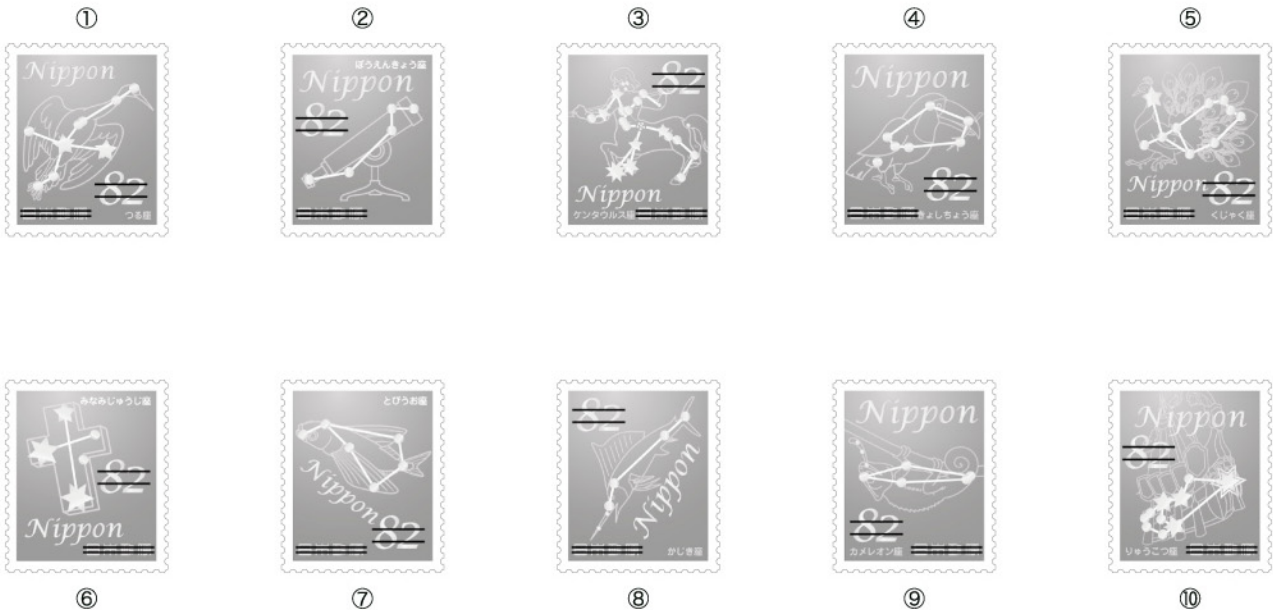 ① ② ③ ④ ⑤
Nippon
82
つる座
ぼうえんきょう座
Nippon
82
82
Nippon
ケンタウルス座
Nippon
82
きょしちょう座
Nippon
82
くじゃく座
みなみじゅうじ座
82
Nippon
とびうお座
Nippon
82
82
Nippon
かじき座
Nippon
82
カメレオン座
Nippon
82
りゅうこつ座
⑥ ⑦ ⑧ ⑨ ⑩